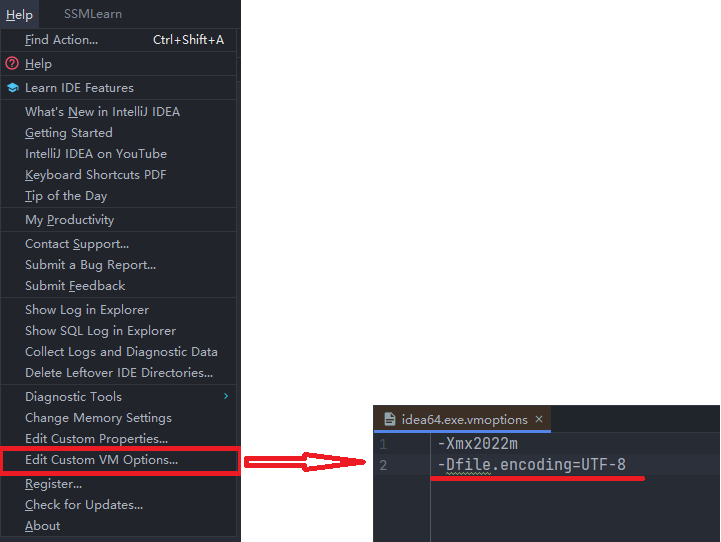 Help SSMLearn
Find Action... Ctrl+Shift+A
Help
Learn IDE Features
What's New in IntelliJ IDEA
Getting Started
IntelliJ IDEA on YouTube
Keyboard Shortcuts PDF
Tip of the Day
My Productivity
Contact Support...
Submit a Bug Report...
Submit Feedback
Show Log in Explorer
Show SQL Log in Explorer
Collect Logs and Diagnostic Data
Delete Leftover IDE Directories...
Diagnostic Tools
Change Memory Settings
Edit Custom Properties...
Edit Custom VM Options...
Register...
Check for Updates...
About
idea64.exe.vmoptions
1 -Xmx2022m
2 -Dfile.encoding=UTF-8